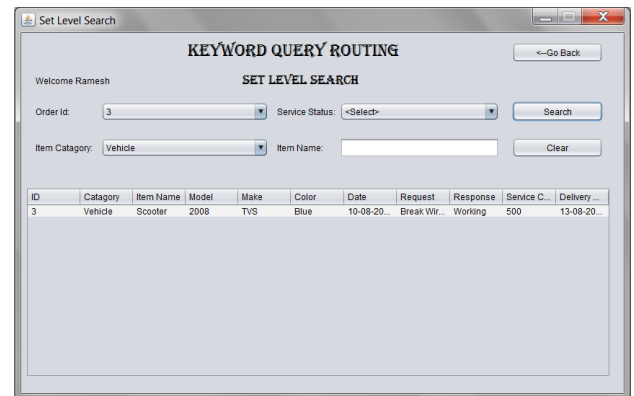 Set Level Search
KEYWORD QUERY ROUTING
<--Go Back
Welcome Ramesh
SET LEVEL SEARCH
Order Id: 3 Service Status: <Select> Search
Item Catagory: Vehicle Item Name: Clear
ID Catagory Item Name Model Make Color Date Request Response Service C... Delivery ...
3 Vehicle Scooter 2008 TVS Blue 10-08-20... Break Wir... Working 500 13-08-20...